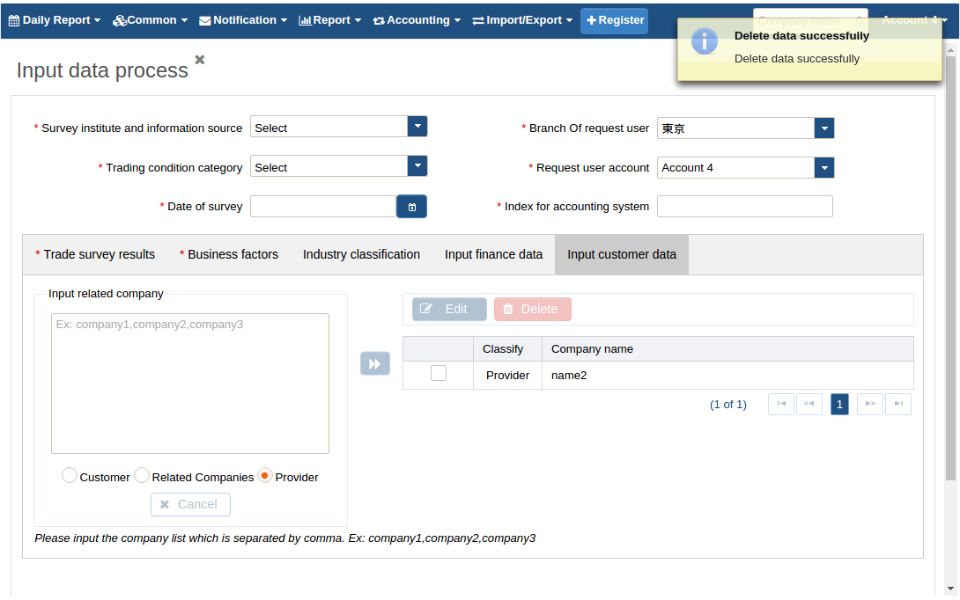 Daily Report Common Notification Report Accounting Import/Export Register Company name Account 4
Delete data successfully
Delete data successfully
Input data process
* Survey institute and information source Select * Branch Of request user 東京
* Trading condition category Select * Request user account Account 4
* Date of survey * Index for accounting system
* Trade survey results * Business factors Industry classification Input finance data Input customer data
Input related company
Ex: company1,company2,company3
Edit Delete
Classify Company name
Provider name2
(1 of 1) 1
Customer Related Companies Provider
Cancel
Please input the company list which is separated by comma. Ex: company1,company2,company3